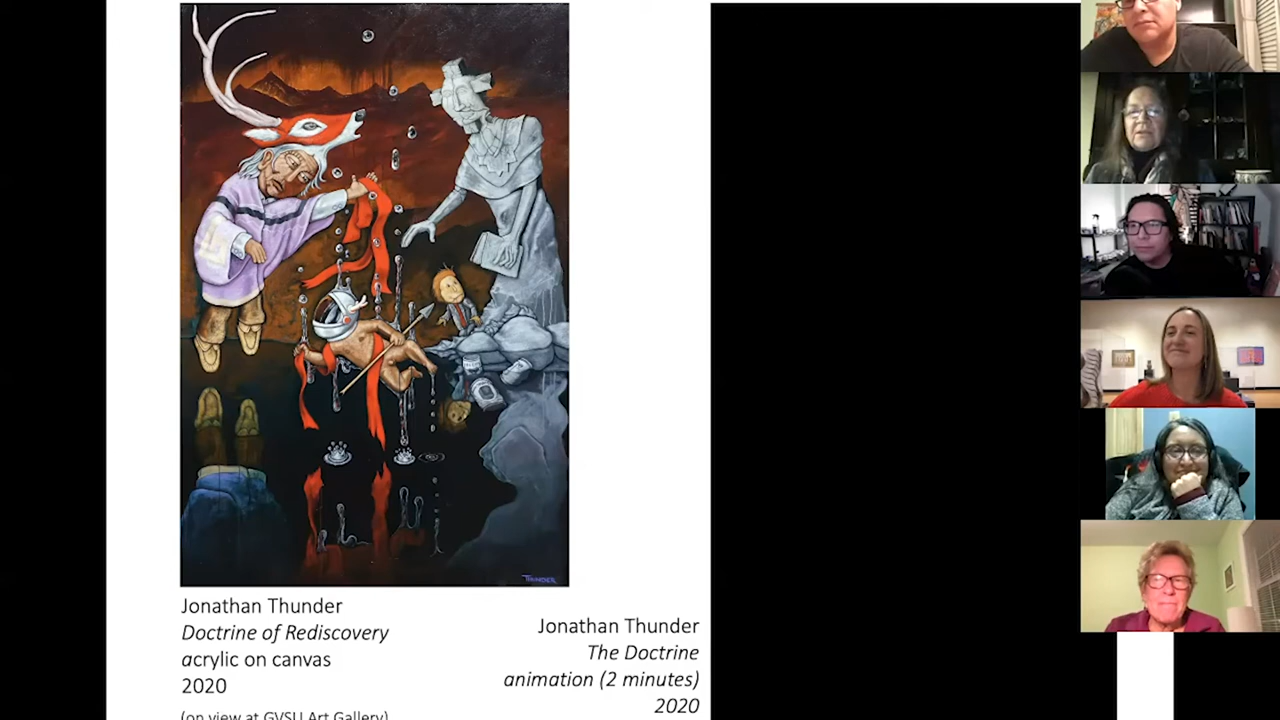 THUNDER
Jonathan Thunder
Doctrine of Rediscovery
acrylic on canvas
2020
(on view at GVSU Art Gallery)
Jonathan Thunder
The Doctrine
animation (2 minutes)
2020